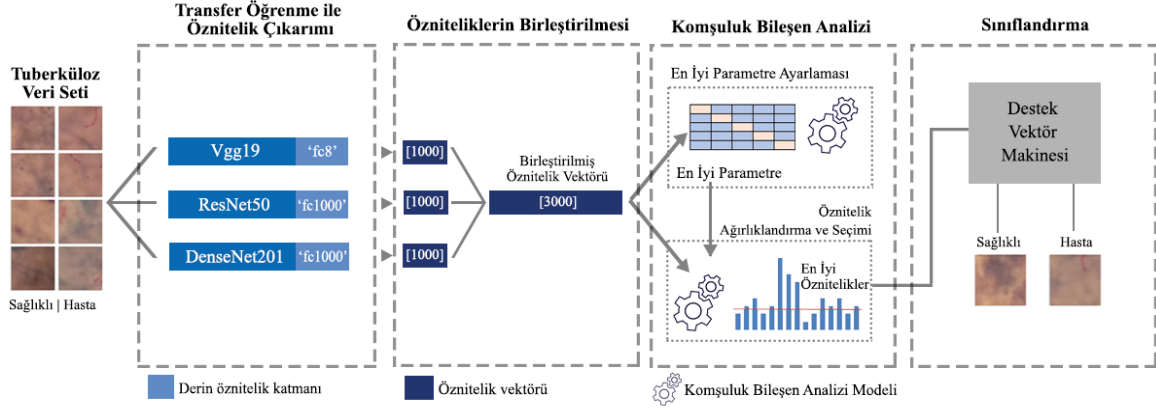 Tuberküloz
Veri Seti
Sağlıklı | Hasta
Transfer Öğrenme ile
Öznitelik Çıkarımı
Vgg19
‘fc8’
ResNet50
‘fc1000’
DenseNet201
‘fc1000’
Derin öznitelik katmanı
Özniteliklerin Birleştirilmesi
[1000]
[1000]
[1000]
Birleştirilmiş
Öznitelik Vektörü
[3000]
Öznitelik vektörü
Komşuluk Bileşen Analizi
En İyi Parametre Ayarlaması
En İyi Parametre
Öznitelik
Ağırlıklandırma ve Seçimi
En İyi
Öznitelikler
Komşuluk Bileşen Analizi Modeli
Sınıflandırma
Destek
Vektör
Makinesi
Sağlıklı
Hasta